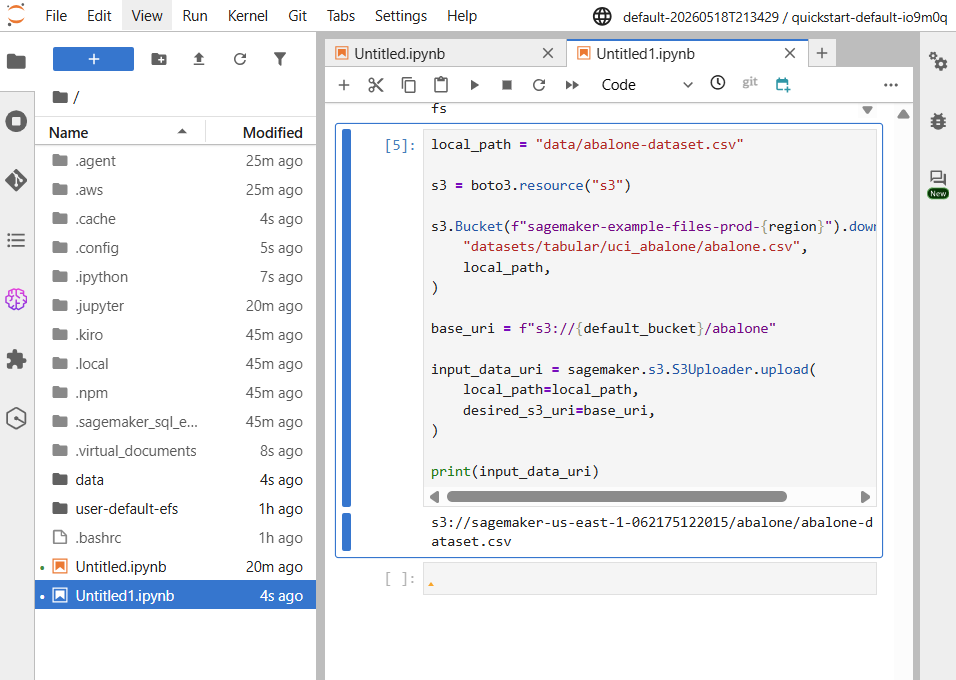 File Edit View Run Kernel Git Tabs Settings Help
default-20260518T213429 / quickstart-default-io9m0q
+
/
Name Modified
.agent 25m ago
.aws 25m ago
.cache 4s ago
.config 5s ago
.ipython 7s ago
.jupyter 20m ago
.kiro 45m ago
.local 45m ago
.npm 45m ago
.sagemaker_sql_e... 45m ago
.virtual_documents 8s ago
data 4s ago
user-default-efs 1h ago
.bashrc 1h ago
Untitled.ipynb 20m ago
Untitled1.ipynb 4s ago
Untitled.ipynb Untitled1.ipynb
Code git ...
fs
[5]:
local_path = "data/abalone-dataset.csv"
s3 = boto3.resource("s3")
s3.Bucket(f"sagemaker-example-files-prod-{region}").down
"datasets/tabular/uci_abalone/abalone.csv",
local_path,
)
base_uri = f"s3://{default_bucket}/abalone"
input_data_uri = sagemaker.s3.S3Uploader.upload(
local_path=local_path,
desired_s3_uri=base_uri,
)
print(input_data_uri)
s3://sagemaker-us-east-1-062175122015/abalone/abalone-d
ataset.csv
[ ]:
New